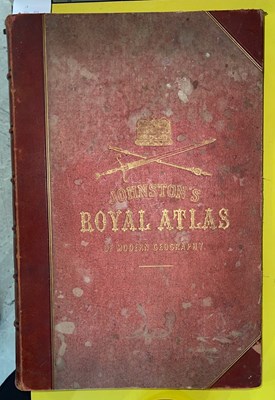 JOHNSTON'S
ROYAL ATLAS
OF MODERN GEOGRAPHY.